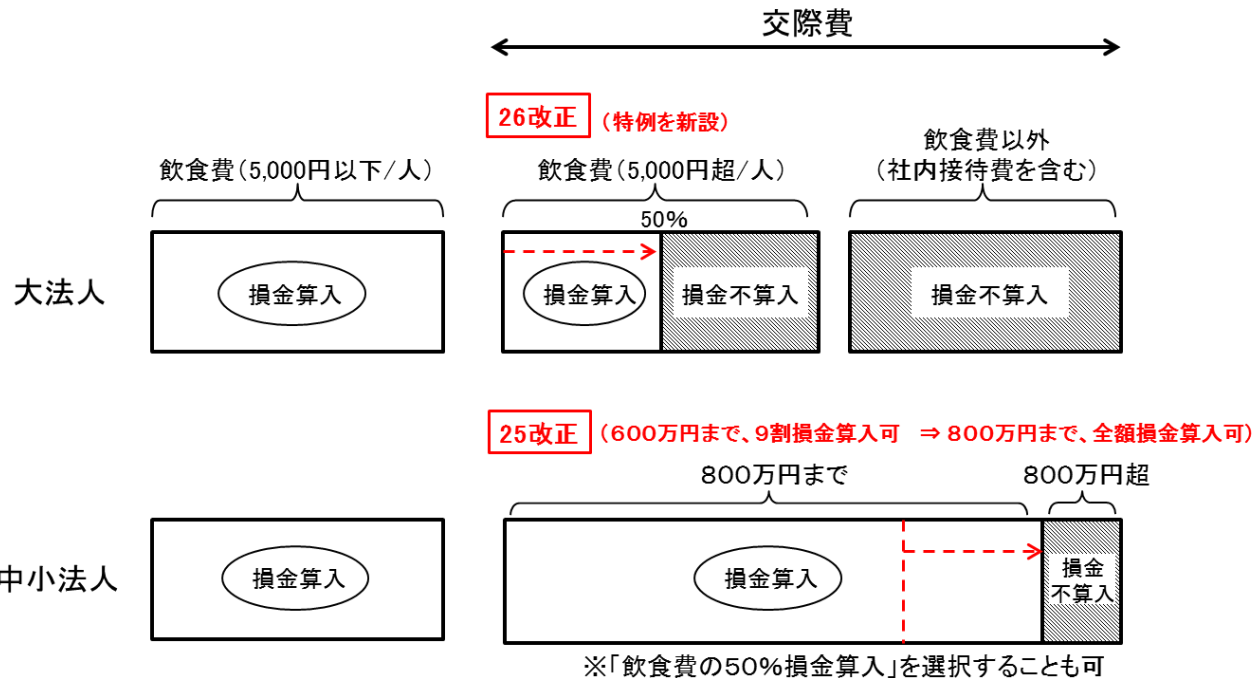 交際費
26改正 (特例を新設)
飲食費(5,000円以下/人)
飲食費(5,000円超/人)
飲食費以外
(社内接待費を含む)
50%
大法人
損金算入
損金算入
損金不算入
損金不算入
25改正 (600万円まで、9割損金算入可 ⇒ 800万円まで、全額損金算入可)
800万円まで
800万円超
中小法人
損金算入
損金算入
損金
不算入
※「飲食費の50%損金算入」を選択することも可